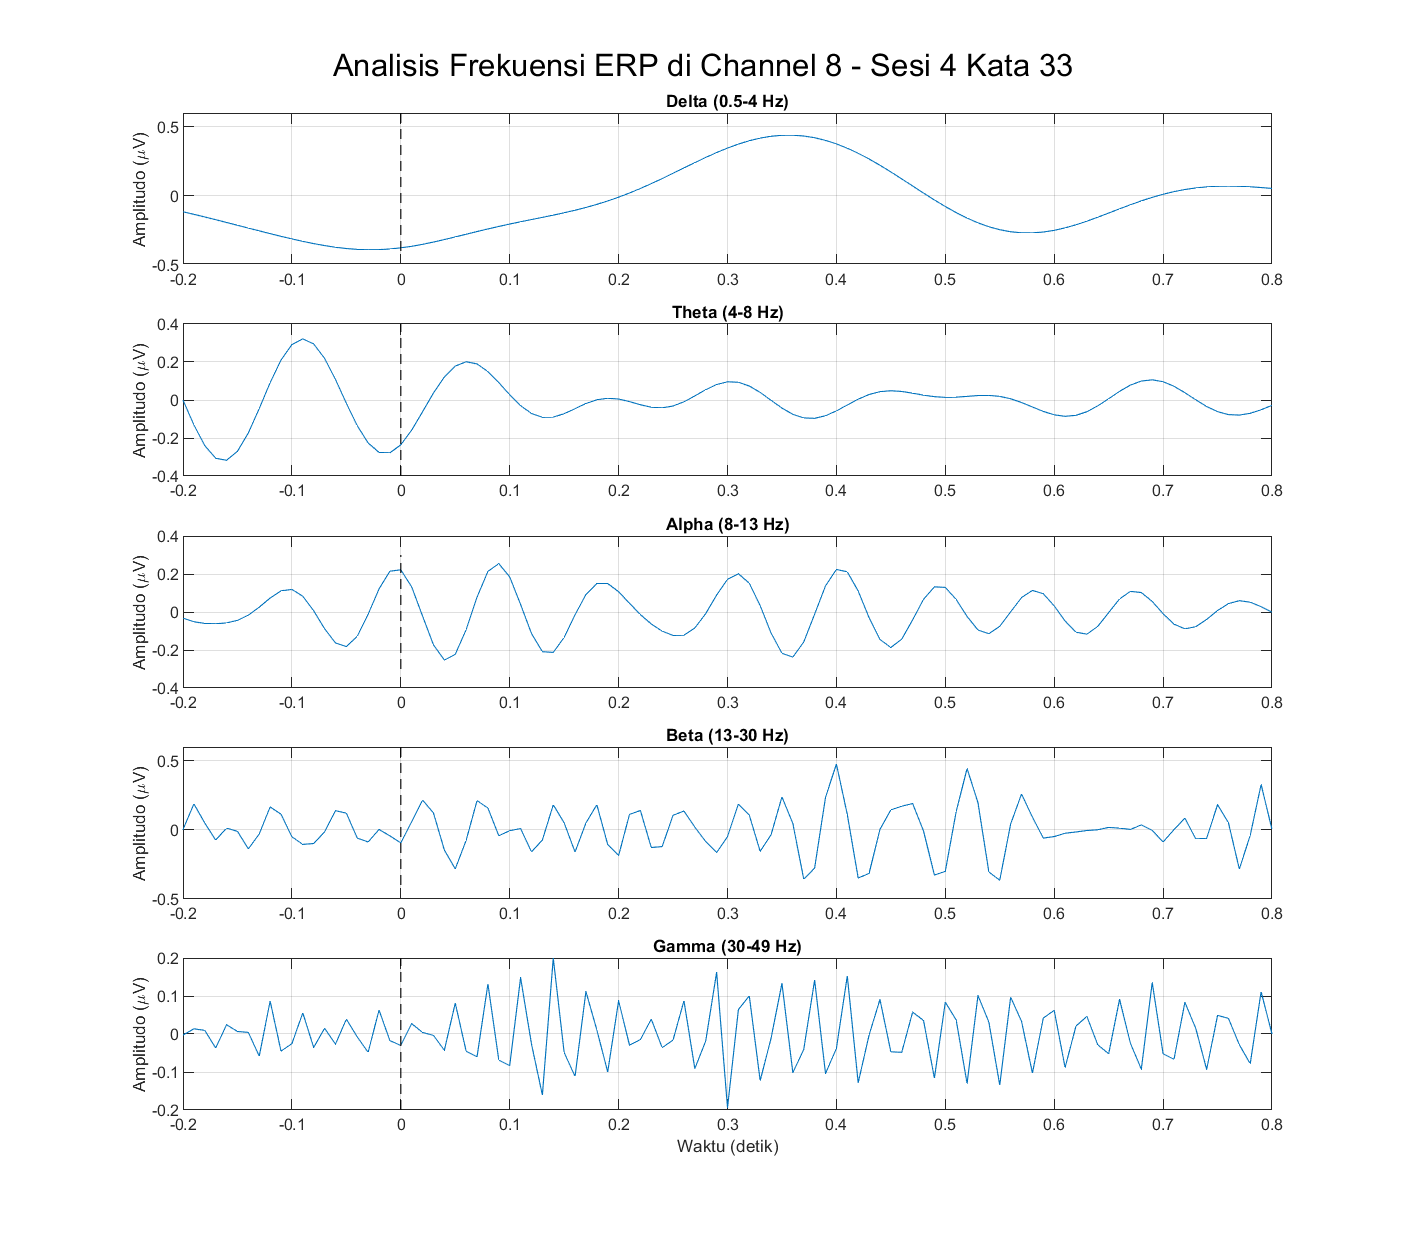 Analisis Frekuensi ERP di Channel 8 - Sesi 4 Kata 33
Delta (0.5-4 Hz)
Amplitudo (μV)
0.5
0
-0.5
-0.2 -0.1 0 0.1 0.2 0.3 0.4 0.5 0.6 0.7 0.8
Theta (4-8 Hz)
Amplitudo (μV)
0.4
0.2
0
-0.2
-0.4
-0.2 -0.1 0 0.1 0.2 0.3 0.4 0.5 0.6 0.7 0.8
Alpha (8-13 Hz)
Amplitudo (μV)
0.4
0.2
0
-0.2
-0.4
-0.2 -0.1 0 0.1 0.2 0.3 0.4 0.5 0.6 0.7 0.8
Beta (13-30 Hz)
Amplitudo (μV)
0.5
0
-0.5
-0.2 -0.1 0 0.1 0.2 0.3 0.4 0.5 0.6 0.7 0.8
Gamma (30-49 Hz)
Amplitudo (μV)
0.2
0.1
0
-0.1
-0.2
-0.2 -0.1 0 0.1 0.2 0.3 0.4 0.5 0.6 0.7 0.8
Waktu (detik)